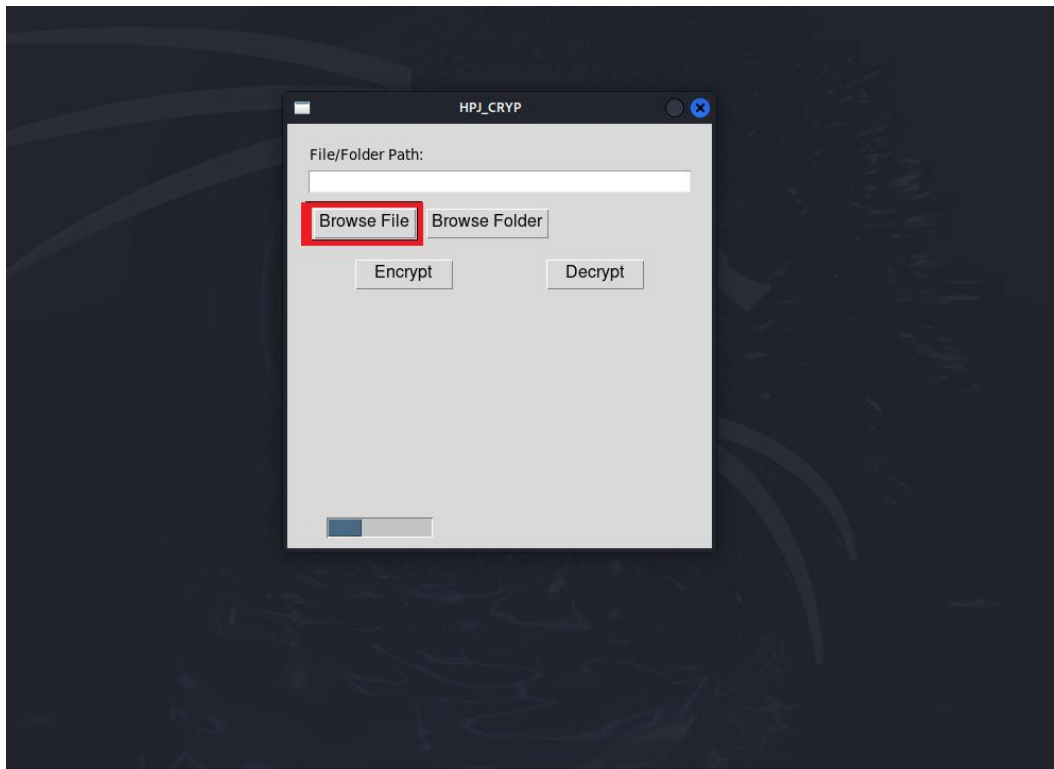 HPJ_CRYP
File/Folder Path:
Browse File Browse Folder
Encrypt Decrypt